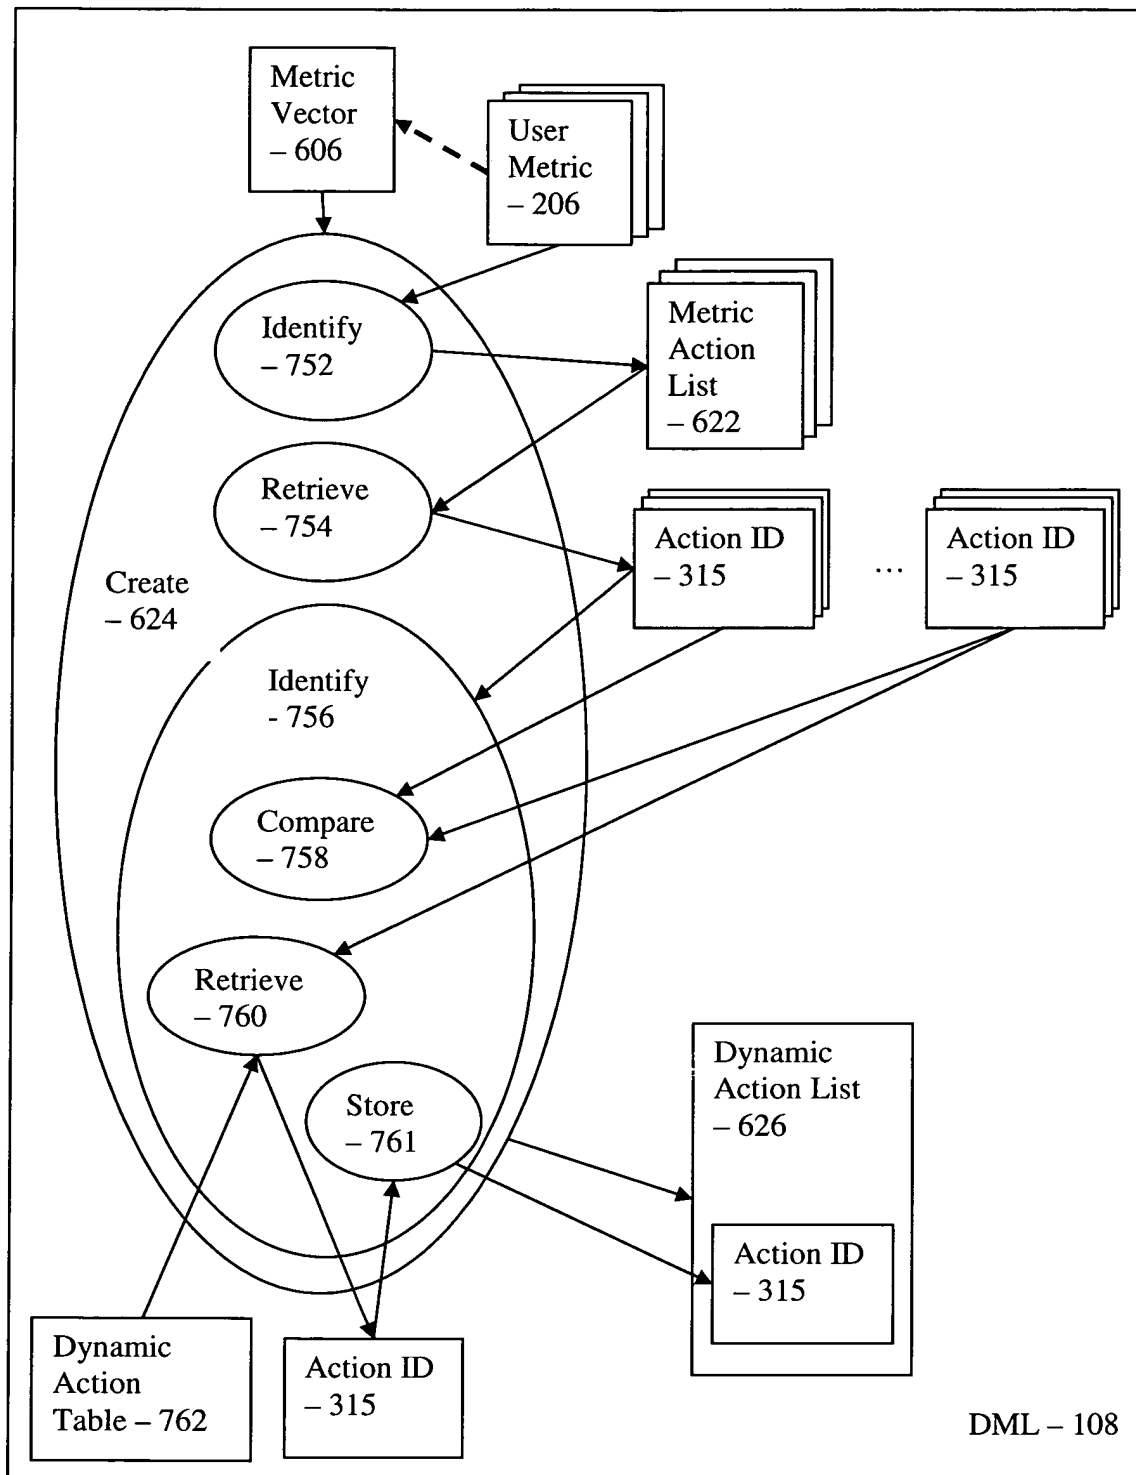 Metric
Vector
– 606
User
Metric
– 206
Identify
– 752
Metric
Action
List
– 622
Retrieve
– 754
Action ID
– 315
...
Action ID
– 315
Create
– 624
Identify
- 756
Compare
– 758
Retrieve
– 760
Store
– 761
Dynamic
Action List
– 626
Action ID
– 315
Dynamic
Action
Table – 762
Action ID
– 315
DML – 108